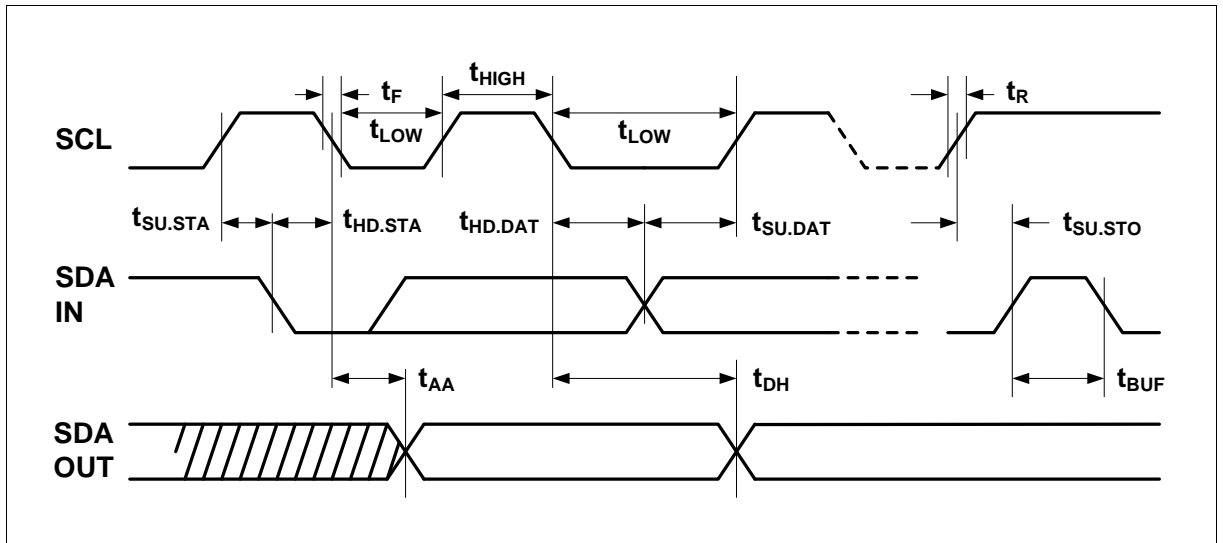 tF
tHIGH
tR
SCL
tLOW
tLOW
tSU.STA
tHD.STA
tHD.DAT
tSU.DAT
tSU.STO
SDA
IN
tAA
tDH
tBUF
SDA
OUT